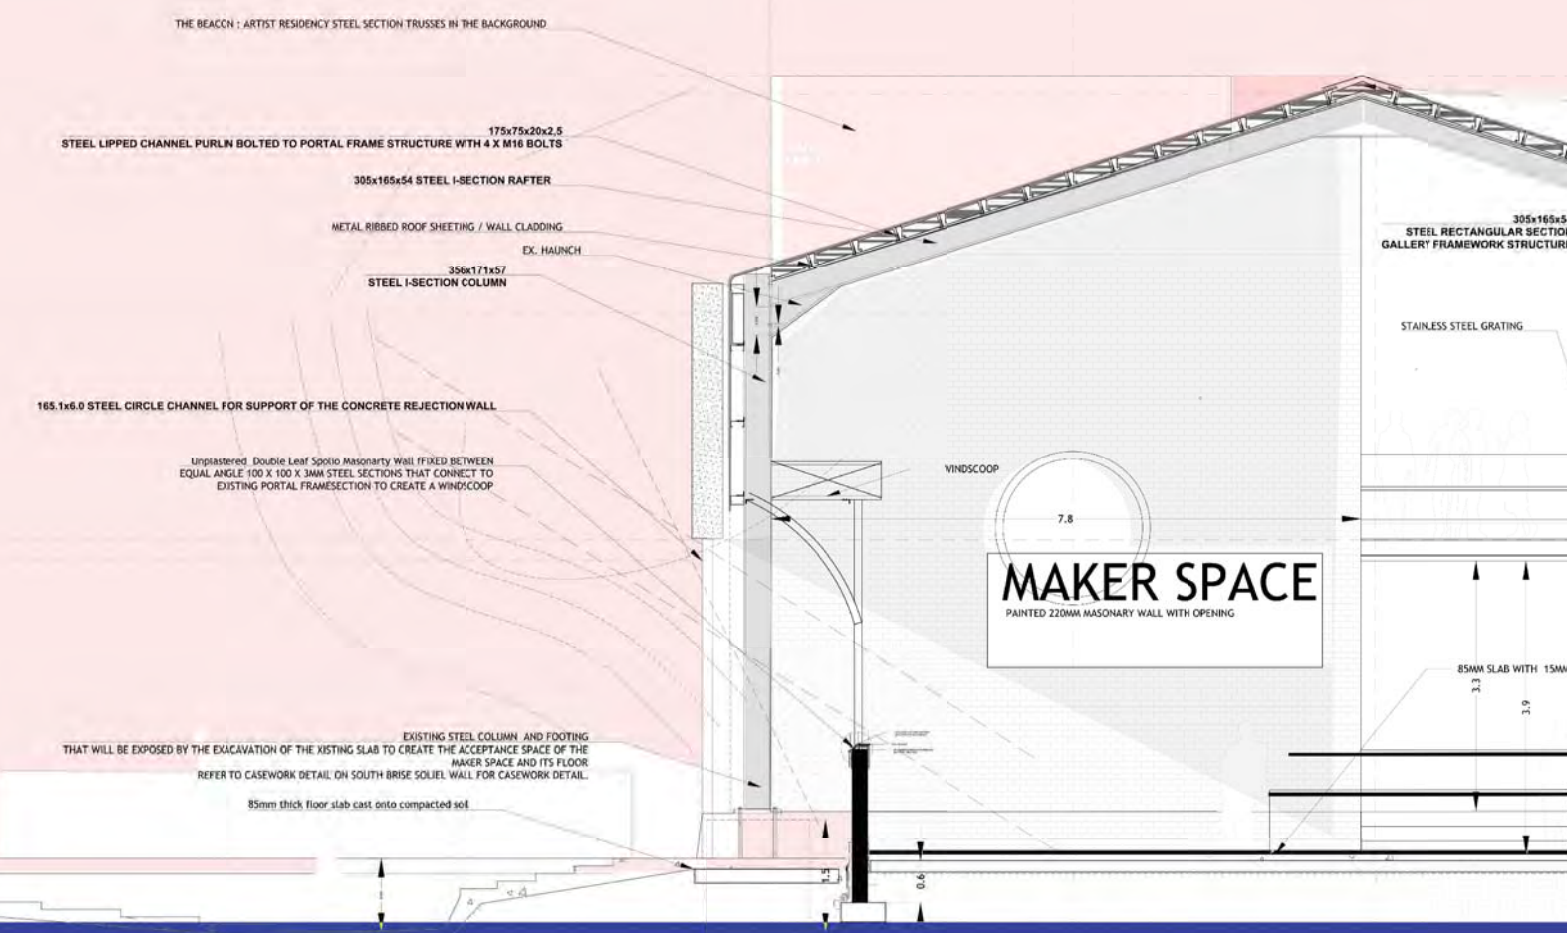 THE BEACCN : ARTIST RESIDENCY STEEL SECTION TRUSSES IN THE BACKGROUND
175x75x20x2,5
STEEL LIPPED CHANNEL PURLIN BOLTED TO PORTAL FRAME STRUCTURE WTH 4 X M16 BOLTS
305x165x54 STEEL I-SECTION RAFTER
METAL RIBBED ROOF SHEETING / WALL CLADDING
EX. HAUNCH
356x171x57
STEEL I-SECTION COLUMN
305x165x5
STEEL RECTANGULAR SECTION
GALLERY FRAMEWORK STRUCTURE
STAINLESS STEEL GRATING
165.1x6.0 STEEL CIRCLE CHANNEL FOR SUPPORT OF THE CONCRETE REJECTION WALL
Unplastered Double Leaf Spolio Masonarty Wall fFIXED BETWEEN
EQUAL ANGLE 100 X 100 X 3MM STEEL SECTIONS THAT CONNECT TO
EXISTING PORTAL FRAMESECTION TO CREATE A WINDSCOOP
VINDSCOOP
7.8
MAKER SPACE
PAINTED 220MM MASONARY WALL WITH OPENING
85MM SLAB WITH 15MM
3.3
3.9
EXISTING STEEL COLUMN AND FOOTING
THAT WILL BE EXPOSED BY THE EXACAVATION OF THE XISTING SLAB TO CREATE THE ACCEPTANCE SPACE OF THE
MAKER SPACE AND ITS FLOOR
REFER TO CASEWORK DETAIL ON SOUTH BRISE SOLIEL WALL FOR CASEWORK DETAIL.
85mm thick floor slab cast onto compacted soi
1.5
0.6